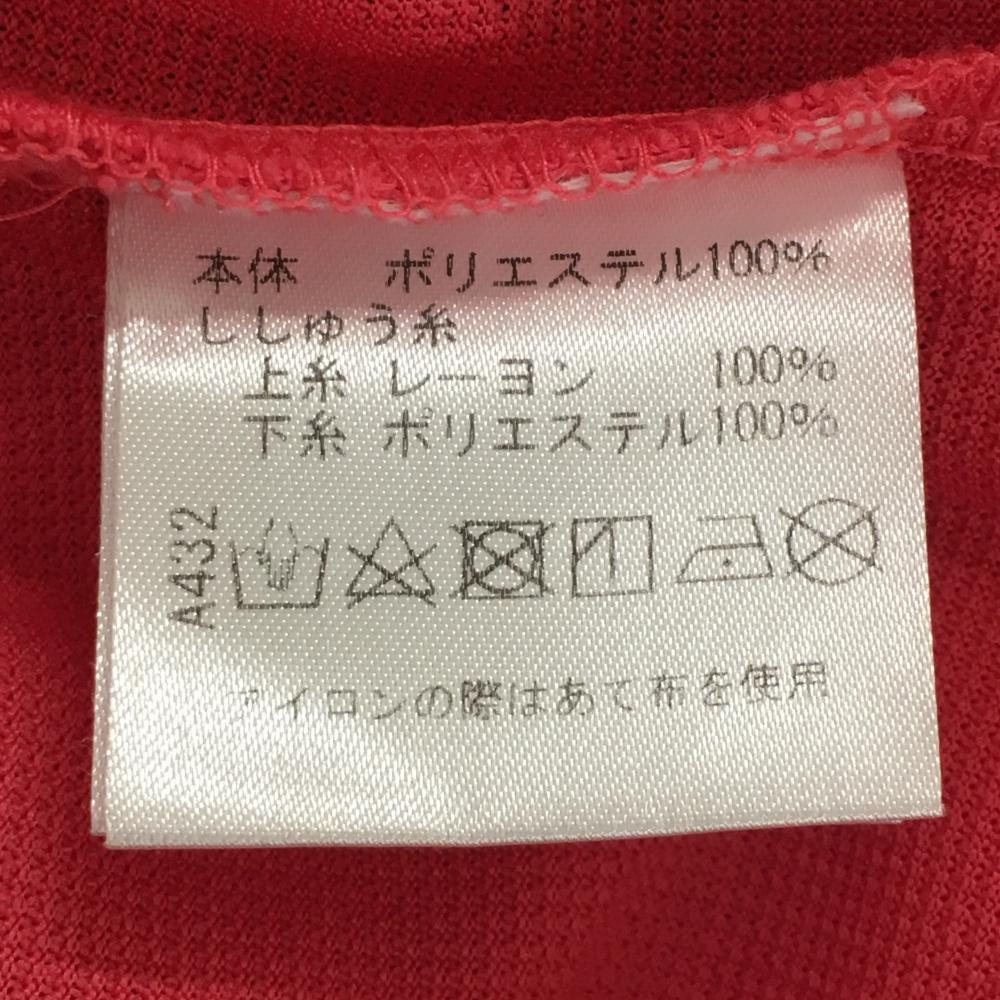 本体 ポリエステル100%
ししゅう糸
上糸 レーヨン 100%
下糸 ポリエステル100%
A432
アイロンの際はあて布を使用